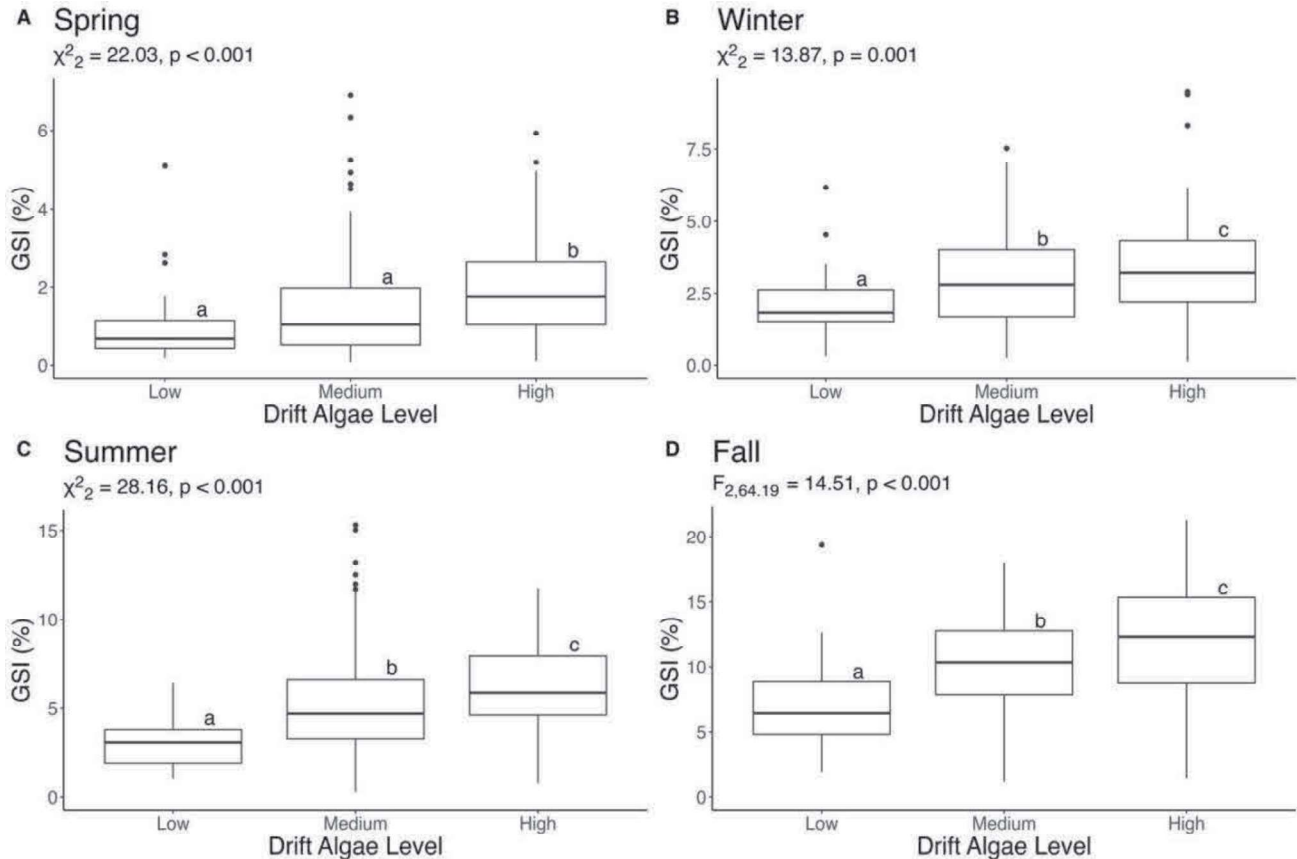 A Spring
χ²₂ = 22.03, p < 0.001
GSI (%)
6
4
2
0
a
a
b
Low Medium High
Drift Algae Level
B Winter
χ²₂ = 13.87, p = 0.001
GSI (%)
7.5
5.0
2.5
0.0
a
b
c
Low Medium High
Drift Algae Level
C Summer
χ²₂ = 28.16, p < 0.001
GSI (%)
15
10
5
0
a
b
c
Low Medium High
Drift Algae Level
D Fall
F₂,₆₄.₁₉ = 14.51, p < 0.001
GSI (%)
20
15
10
5
0
a
b
c
Low Medium High
Drift Algae Level